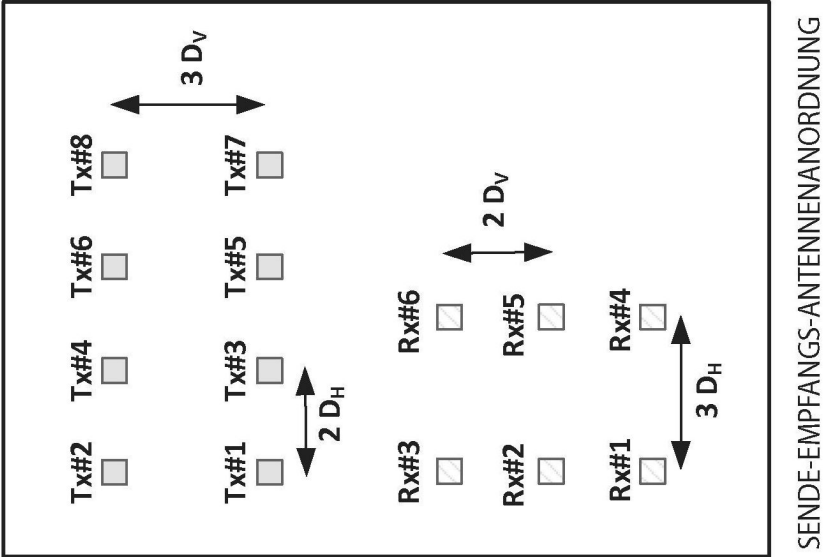 Tx#2 Tx#4 Tx#6 Tx#8
3 DV
Tx#1 Tx#3 Tx#5 Tx#7
2 DH
Rx#3 Rx#6
2 DV
Rx#2 Rx#5
Rx#1 Rx#4
3 DH
SENDE-EMPFANGS-ANTENNENANORDNUNG